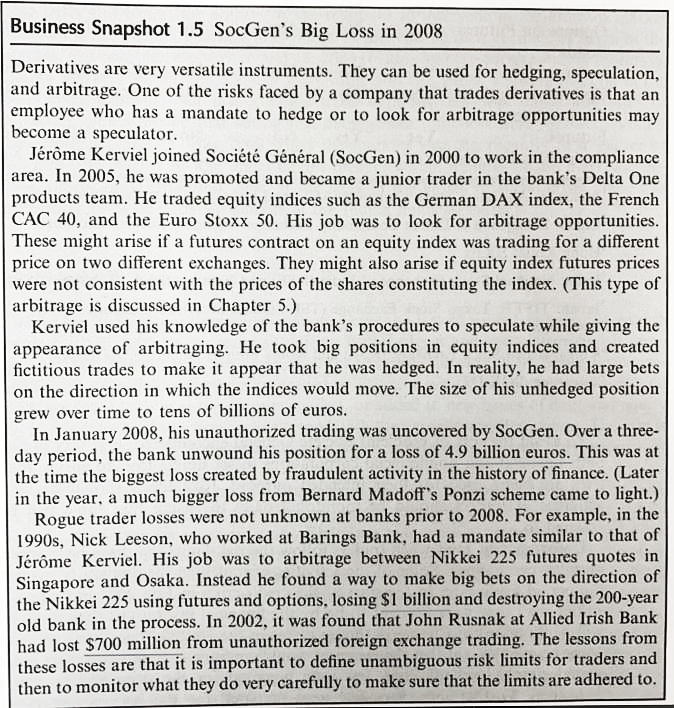 Business Snapshot 1.5 SocGen's Big Loss in 2008
Derivatives are very versatile instruments. They can be used for hedging, speculation,
and arbitrage. One of the risks faced by a company that trades derivatives is that an
employee who has a mandate to hedge or to look for arbitrage opportunities may
become a speculator.
Jérôme Kerviel joined Société Général (SocGen) in 2000 to work in the compliance
area. In 2005, he was promoted and became a junior trader in the bank's Delta One
products team. He traded equity indices such as the German DAX index, the French
CAC 40, and the Euro Stoxx 50. His job was to look for arbitrage opportunities.
These might arise if a futures contract on an equity index was trading for a different
price on two different exchanges. They might also arise if equity index futures prices
were not consistent with the prices of the shares constituting the index. (This type of
arbitrage is discussed in Chapter 5.)
Kerviel used his knowledge of the bank's procedures to speculate while giving the
appearance of arbitraging. He took big positions in equity indices and created
fictitious trades to make it appear that he was hedged. In reality, he had large bets
on the direction in which the indices would move. The size of his unhedged position
grew over time to tens of billions of euros.
In January 2008, his unauthorized trading was uncovered by SocGen. Over a three-
day period, the bank unwound his position for a loss of 4.9 billion euros. This was at
the time the biggest loss created by fraudulent activity in the history of finance. (Later
in the year, a much bigger loss from Bernard Madoff's Ponzi scheme came to light.)
Rogue trader losses were not unknown at banks prior to 2008. For example, in the
1990s, Nick Leeson, who worked at Barings Bank, had a mandate similar to that of
Jérôme Kerviel. His job was to arbitrage between Nikkei 225 futures quotes in
Singapore and Osaka. Instead he found a way to make big bets on the direction of
the Nikkei 225 using futures and options, losing $1 billion and destroying the 200-year
old bank in the process. In 2002, it was found that John Rusnak at Allied Irish Bank
had lost $700 million from unauthorized foreign exchange trading. The lessons from
these losses are that it is important to define unambiguous risk limits for traders and
then to monitor what they do very carefully to make sure that the limits are adhered to.